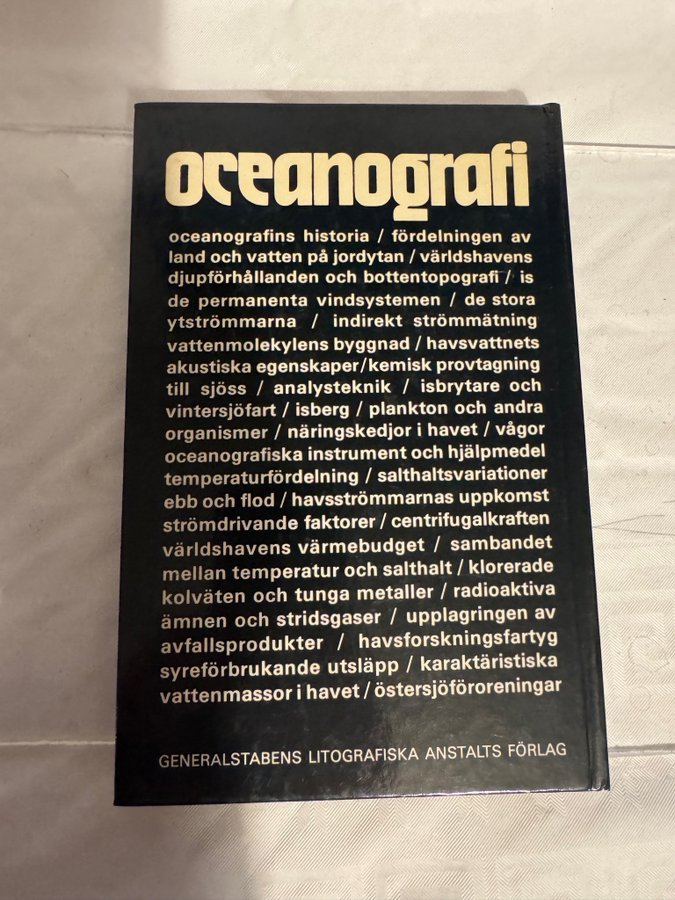 oceanografi
oceanografins historia / fördelningen av
land och vatten på jordytan / världshavens
djupförhållanden och bottentopografi / is
de permanenta vindsystemen / de stora
ytströmmarna / indirekt strömmätning
vattenmolekylens byggnad / havsvattnets
akustiska egenskaper/kemisk provtagning
till sjöss / analysteknik / isbrytare och
vintersjöfart / isberg / plankton och andra
organismer / näringskedjor i havet / vågor
oceanografiska instrument och hjälpmedel
temperaturfördelning / salthaltsvariationer
ebb och flod / havsströmmarnas uppkomst
strömdrivande faktorer / centrifugalkraften
världshavens värmebudget / sambandet
mellan temperatur och salthalt / klorerade
kolväten och tunga metaller / radioaktiva
ämnen och stridsgaser / upplagringen av
avfallsprodukter / havsforskningsfartyg
syreförbrukande utsläpp / karaktäristiska
vattenmassor i havet / östersjöföroreningar
GENERALSTABENS LITOGRAFISKA ANSTALTS FÖRLAG